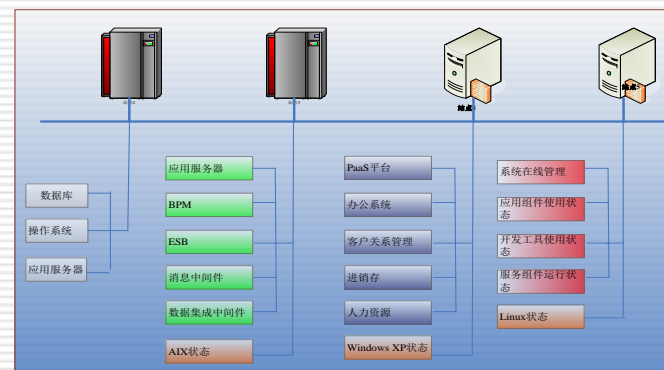 站点
站点5
数据库
操作系统
应用服务器
应用服务器
BPM
ESB
消息中间件
数据集成中间件
AIX状态
PaaS平台
办公系统
客户关系管理
进销存
人力资源
Windows XP状态
系统在线管理
应用组件使用状
态
开发工具使用状
态
服务组件运行状
态
Linux状态